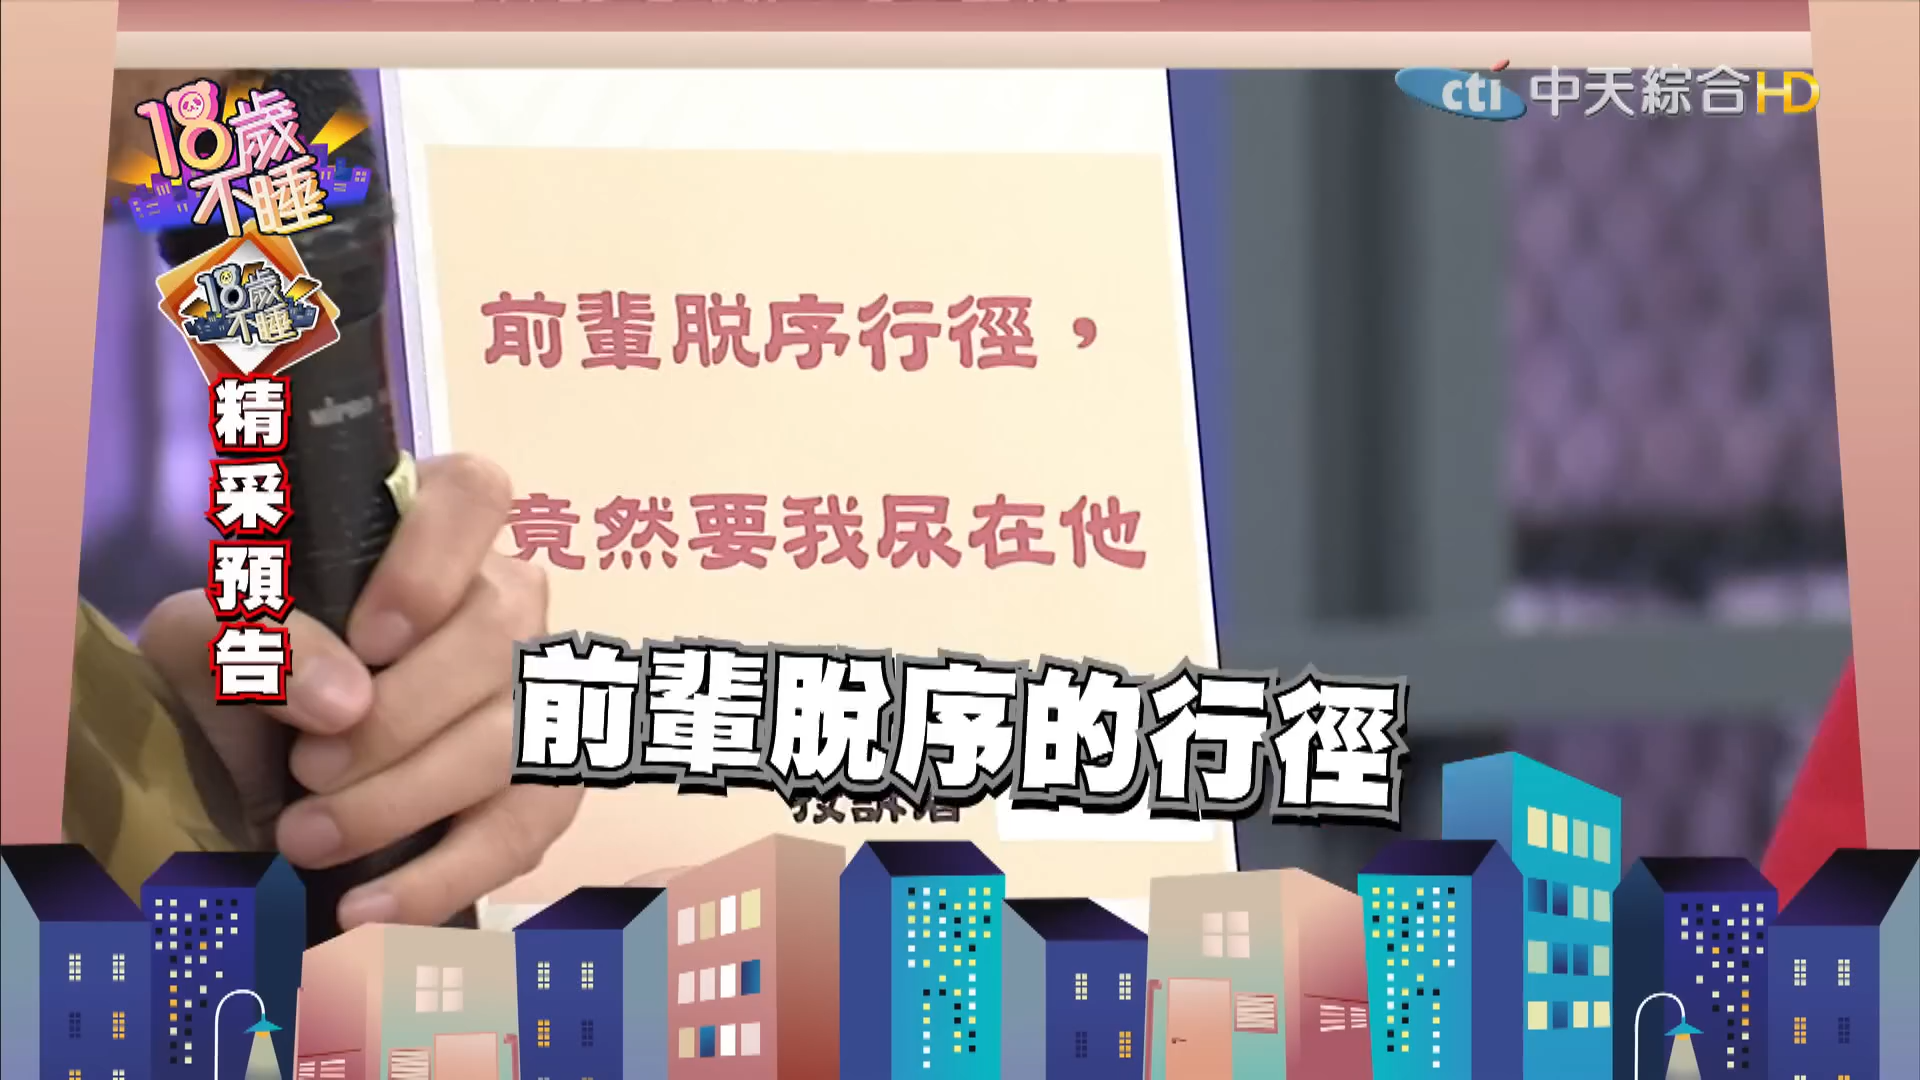 18歲不睡
cti 中天綜合HD
18歲不睡
精采預告
前輩脫序行徑，
竟然要我尿在他
前輩脫序的行徑